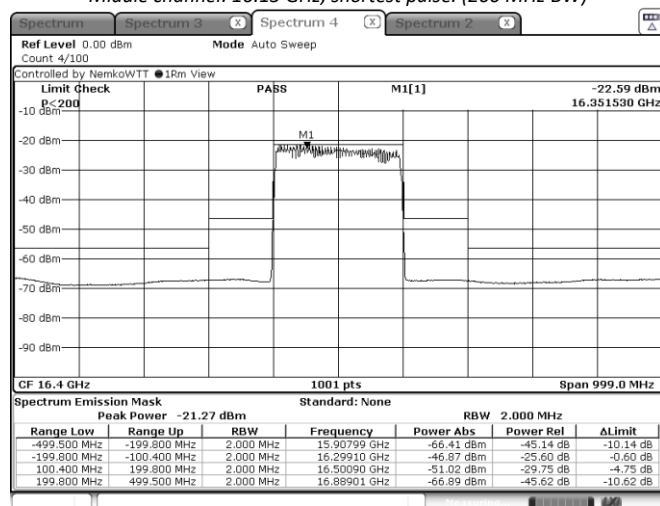 Middle channel: 16.15 GHz, shortest pulse: (200 MHz BW)
Spectrum Spectrum 3 X Spectrum 4 X Spectrum 2 X
Ref Level 0.00 dBm Mode Auto Sweep
Count 4/100
Controlled by NemkoWTT 1Rm View
Limit Check PASS M1[1] -22.59 dBm
P<200 16.351530 GHz
-10 dBm
-20 dBm
M1
-30 dBm
-40 dBm
-50 dBm
-60 dBm
-70 dBm
-80 dBm
-90 dBm
CF 16.4 GHz 1001 pts Span 999.0 MHz
Spectrum Emission Mask Standard: None
Peak Power -21.27 dBm RBW 2.000 MHz
Range Low Range Up RBW Frequency Power Abs Power Rel ΔLimit
-499.500 MHz -199.800 MHz 2.000 MHz 15.90799 GHz -66.41 dBm -45.14 dB -10.14 dB
-199.800 MHz -100.400 MHz 2.000 MHz 16.29910 GHz -46.87 dBm -25.60 dB -0.60 dB
100.400 MHz 199.800 MHz 2.000 MHz 16.50090 GHz -51.02 dBm -29.75 dB -4.75 dB
199.800 MHz 499.500 MHz 2.000 MHz 16.88901 GHz -66.89 dBm -45.62 dB -10.62 dB